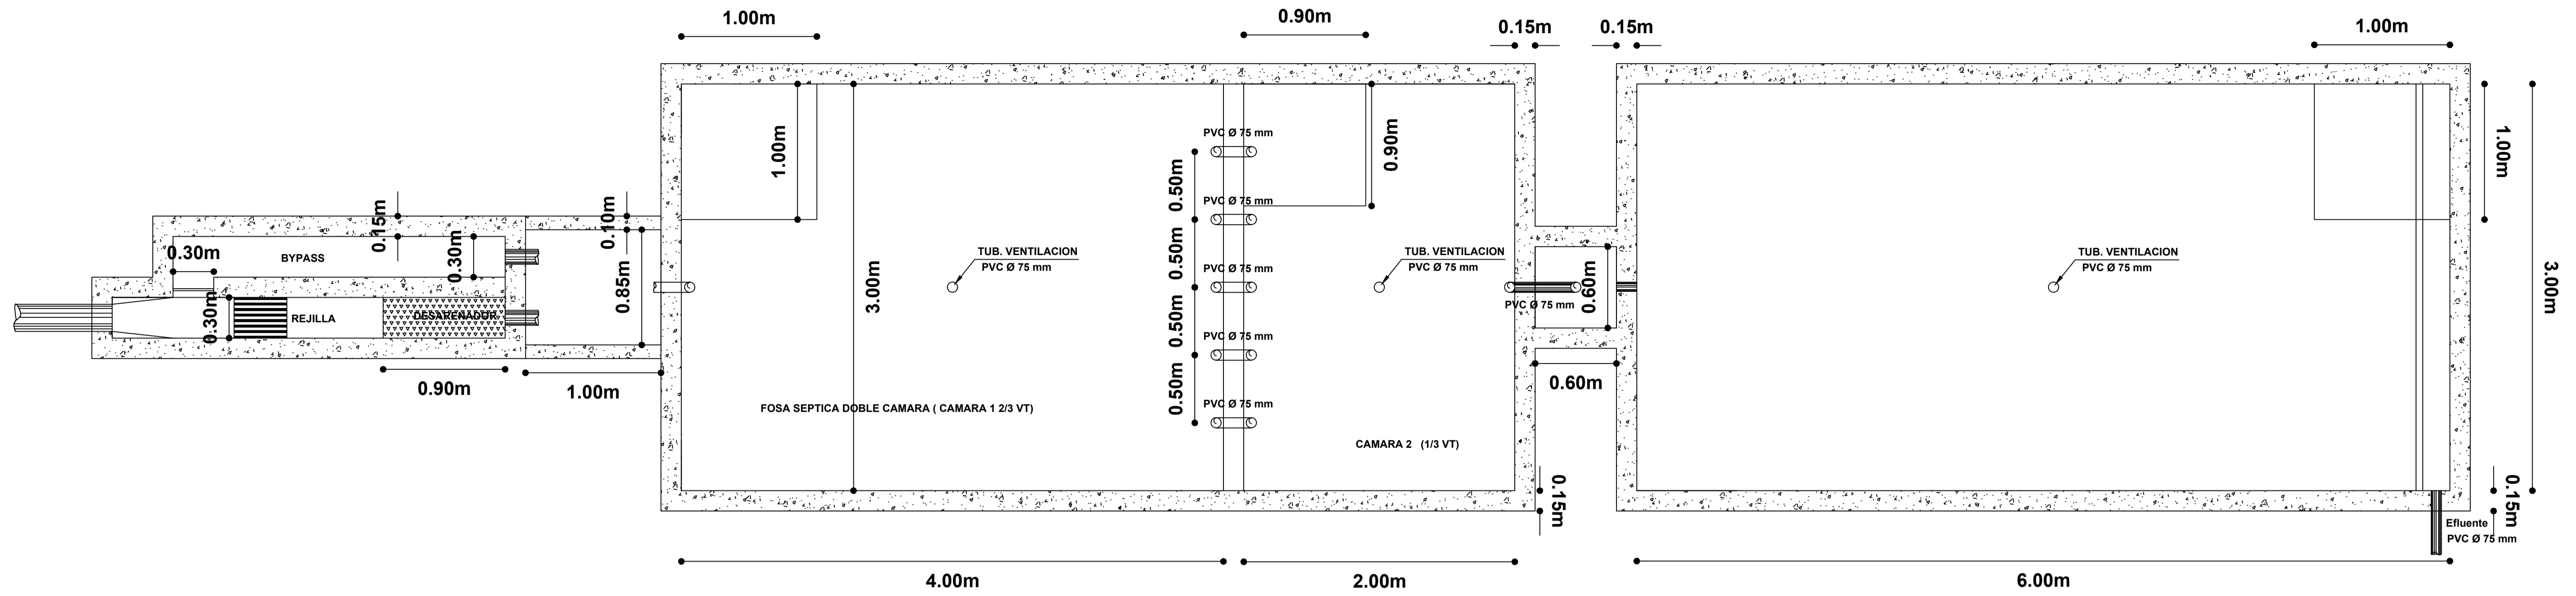 1.00m
0.90m
0.15m
0.15m
1.00m
1.00m
0.90m
1.00m
3.00m
PVC Ø 75 mm
0.50m
PVC Ø 75 mm
0.50m
PVC Ø 75 mm
0.50m
PVC Ø 75 mm
0.50m
PVC Ø 75 mm
0.15m
0.10m
0.30m
BYPASS
0.30m
0.85m
0.30m
REJILLA
DESARENADOR
0.90m
1.00m
3.00m
TUB. VENTILACION
PVC Ø 75 mm
TUB. VENTILACION
PVC Ø 75 mm
TUB. VENTILACION
PVC Ø 75 mm
PVC Ø 75 mm
0.60m
0.60m
FOSA SEPTICA DOBLE CAMARA ( CAMARA 1 2/3 VT)
CAMARA 2 (1/3 VT)
0.15m
0.15m
Efluente
PVC Ø 75 mm
4.00m
2.00m
6.00m